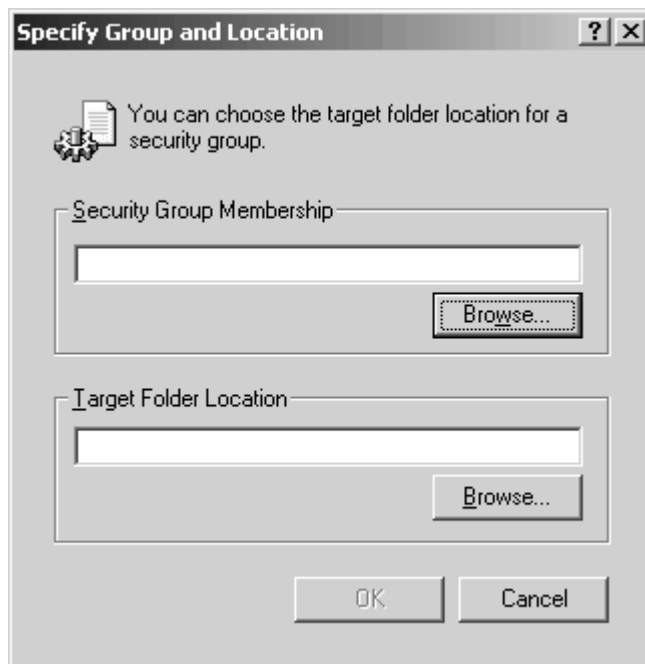 Specify Group and Location
You can choose the target folder location for a
security group.
Security Group Membership
Browse...
Target Folder Location
Browse...
OK
Cancel